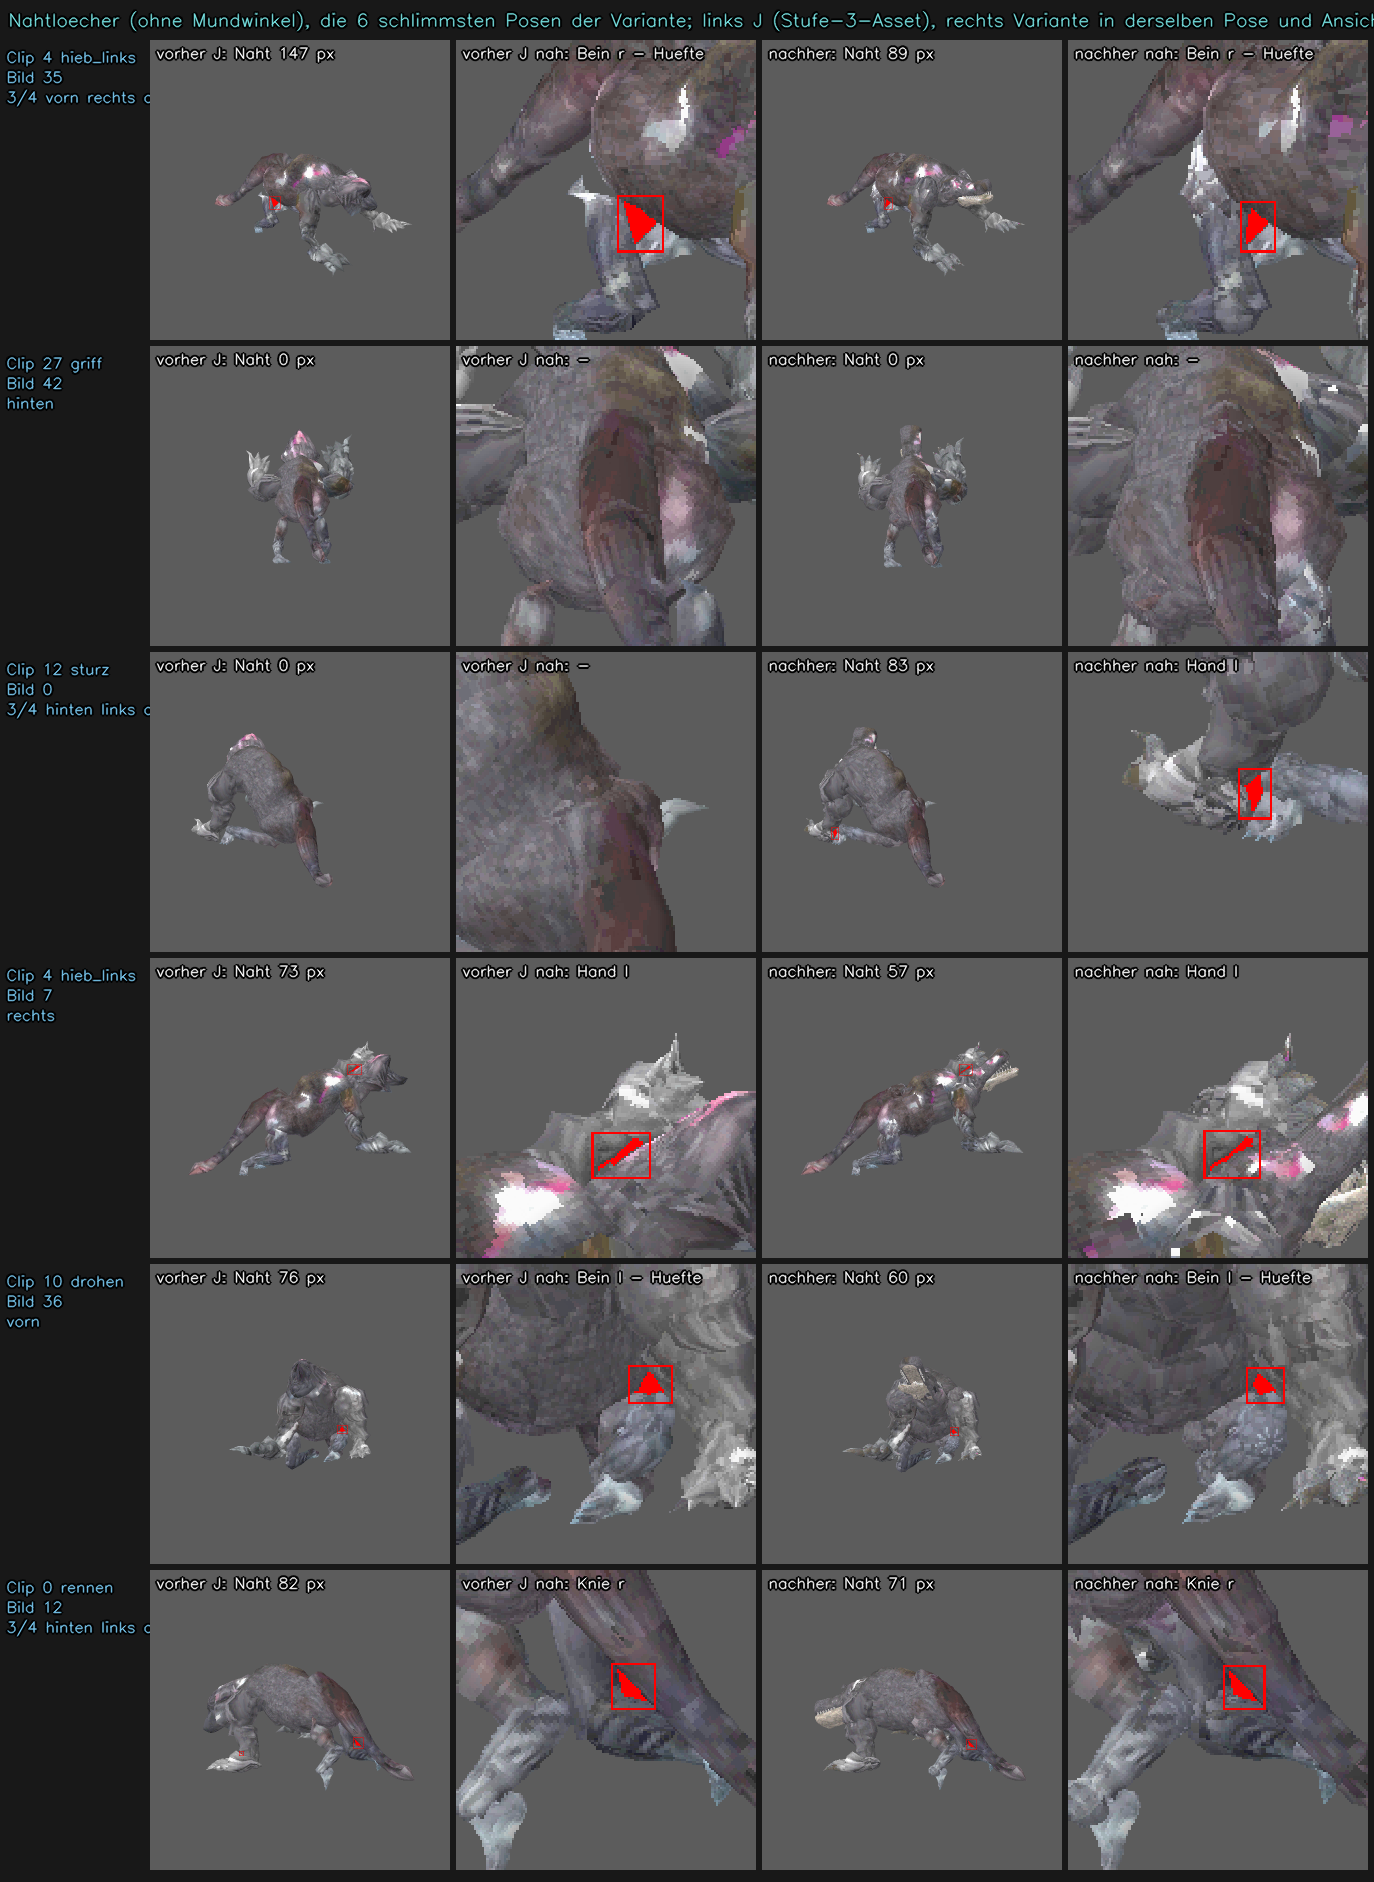 Nahtloecher (ohne Mundwinkel), die 6 schlimmsten Posen der Variante; links J (Stufe-3-Asset), rechts Variante in derselben Pose und
Clip 4 hieb_links
Bild 35
3/4 vorn rechts
vorher J: Naht 147 px
vorher J nah: Bein r - Huefte
nachher: Naht 89 px
nachher nah: Bein r - Huefte
Clip 27 griff
Bild 42
hinten
vorher J: Naht 0 px
vorher J nah: -
nachher: Naht 0 px
nachher nah: -
Clip 12 sturz
Bild 0
3/4 hinten links
vorher J: Naht 0 px
vorher J nah: -
nachher: Naht 83 px
nachher nah: Hand l
Clip 4 hieb_links
Bild 7
rechts
vorher J: Naht 73 px
vorher J nah: Hand l
nachher: Naht 57 px
nachher nah: Hand l
Clip 10 drohen
Bild 36
vorn
vorher J: Naht 76 px
vorher J nah: Bein l - Huefte
nachher: Naht 60 px
nachher nah: Bein l - Huefte
Clip 0 rennen
Bild 12
3/4 hinten links
vorher J: Naht 82 px
vorher J nah: Knie r
nachher: Naht 71 px
nachher nah: Knie r